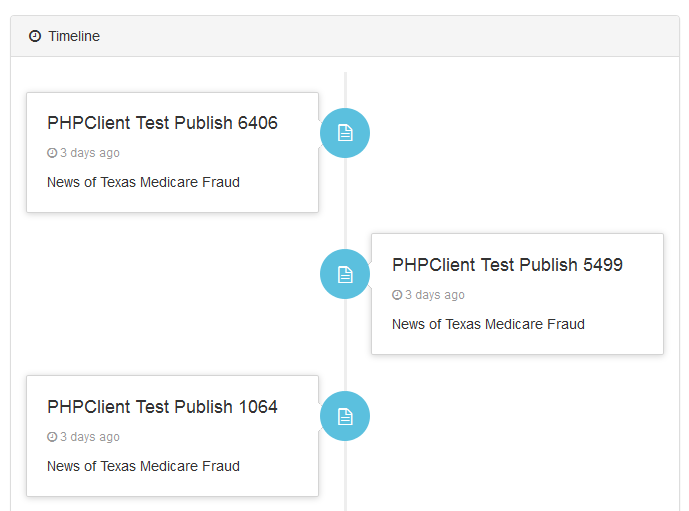 Timeline
PHPClient Test Publish 6406
3 days ago
News of Texas Medicare Fraud
PHPClient Test Publish 5499
3 days ago
News of Texas Medicare Fraud
PHPClient Test Publish 1064
3 days ago
News of Texas Medicare Fraud